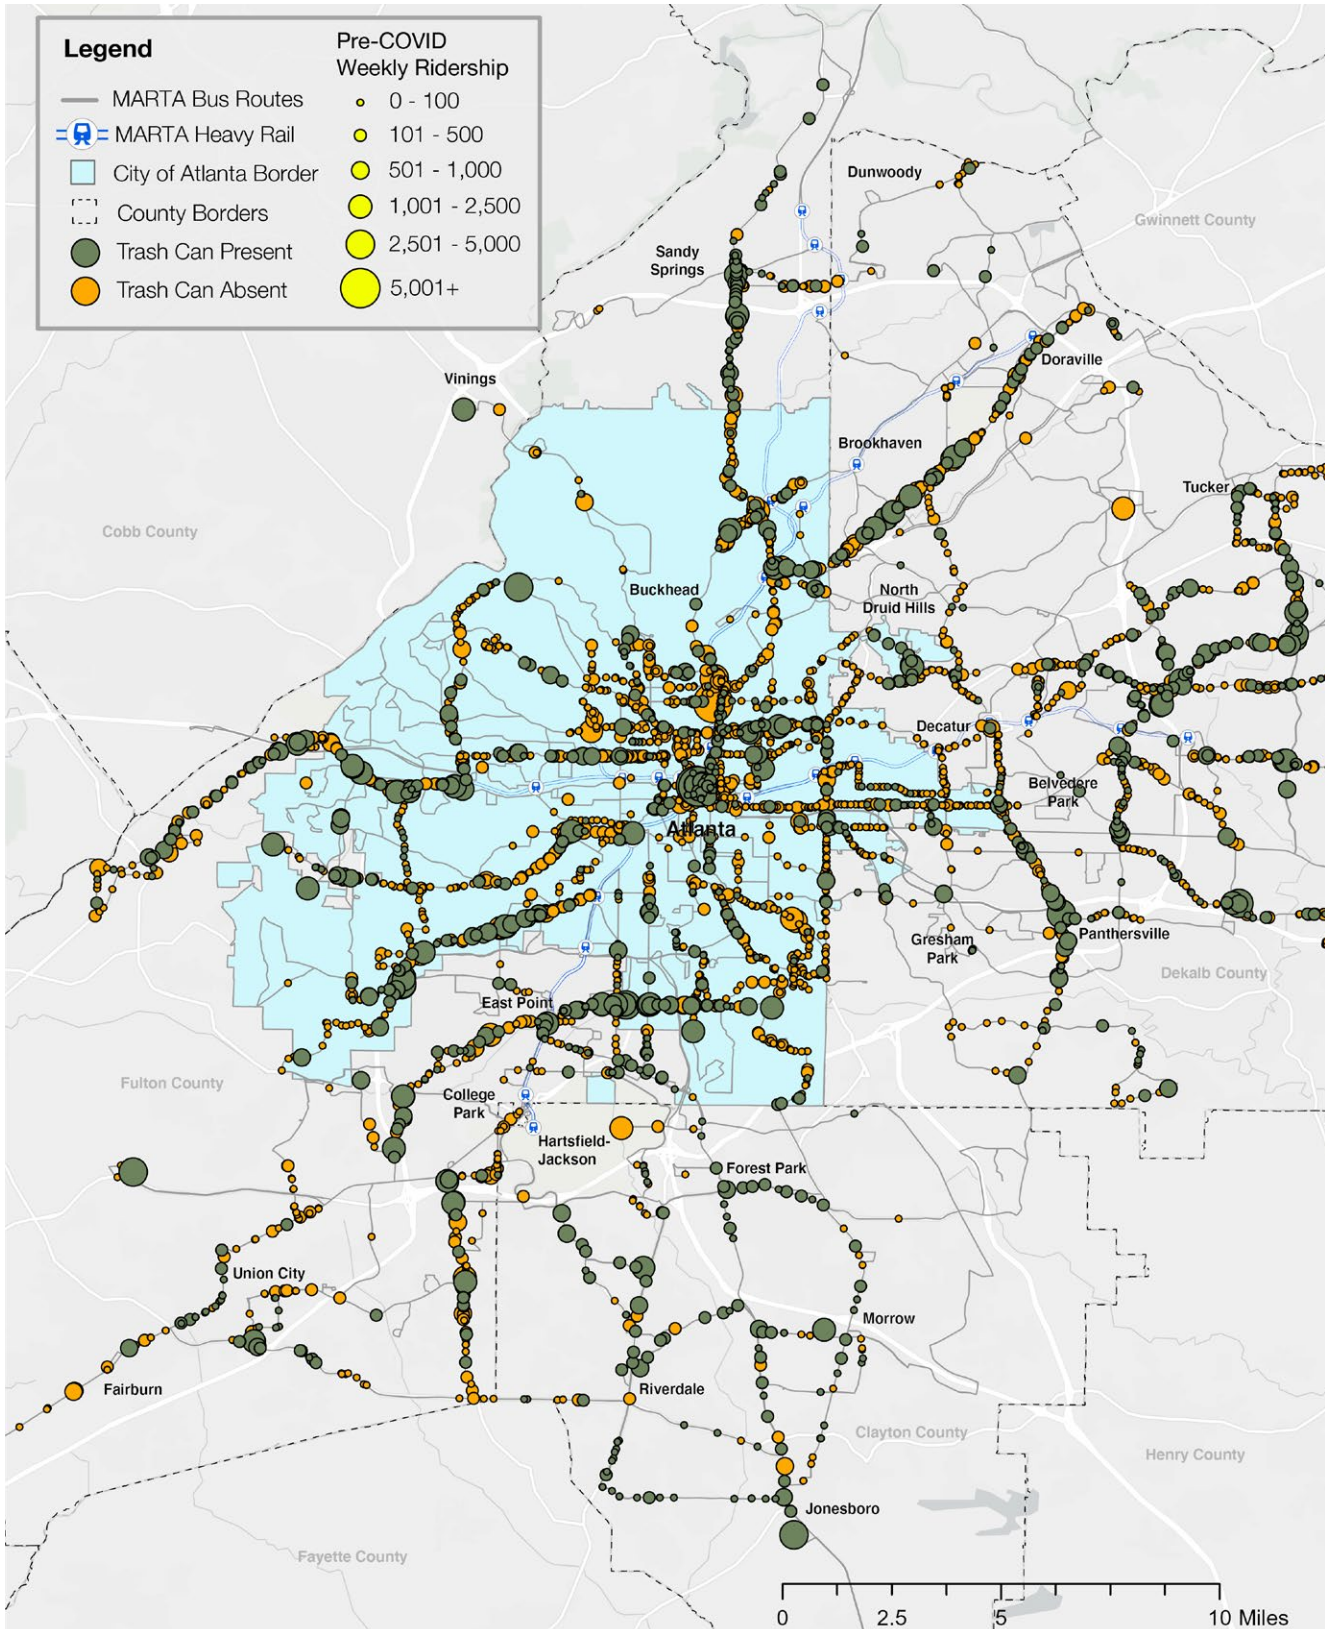 Legend
MARTA Bus Routes
MARTA Heavy Rail
City of Atlanta Border
County Borders
Trash Can Present
Trash Can Absent
Pre-COVID
Weekly Ridership
0 - 100
101 - 500
501 - 1,000
1,001 - 2,500
2,501 - 5,000
5,001+
Dunwoody
Gwinnett County
Sandy
Springs
Doraville
Vinings
Brookhaven
Tucker
Cobb County
Buckhead
North
Druid Hills
Decatur
Belvedere
Park
Atlanta
Gresham
Park
Panthersville
Dekalb County
East Point
Fulton County
College
Park
Hartsfield-
Jackson
Forest Park
Union City
Morrow
Fairburn
Riverdale
Clayton County
Henry County
Jonesboro
Fayette County
0 2.5 5 10 Miles